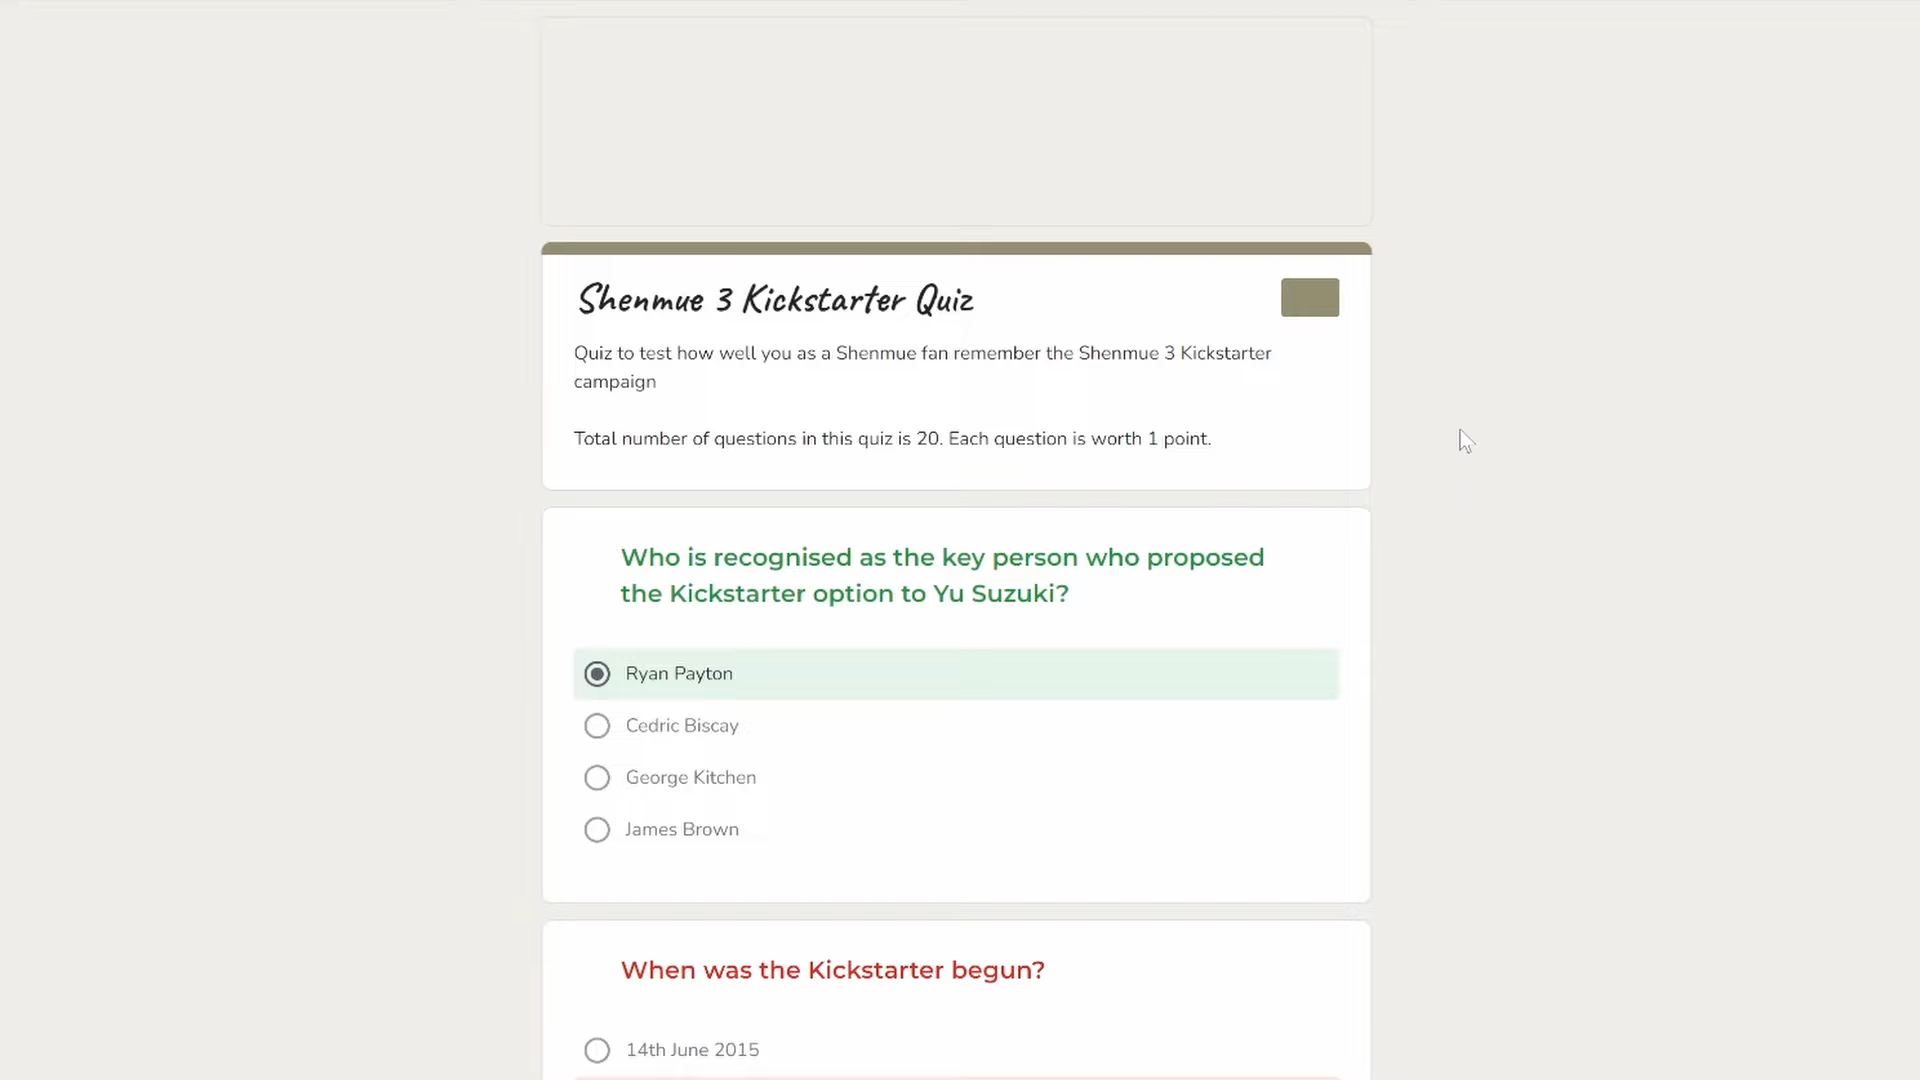 Shenmue 3 Kickstarter Quiz
Quiz to test how well you as a Shenmue fan remember the Shenmue 3 Kickstarter
campaign
Total number of questions in this quiz is 20. Each question is worth 1 point.
Who is recognised as the key person who proposed
the Kickstarter option to Yu Suzuki?
Ryan Payton
Cedric Biscay
George Kitchen
James Brown
When was the Kickstarter begun?
14th June 2015